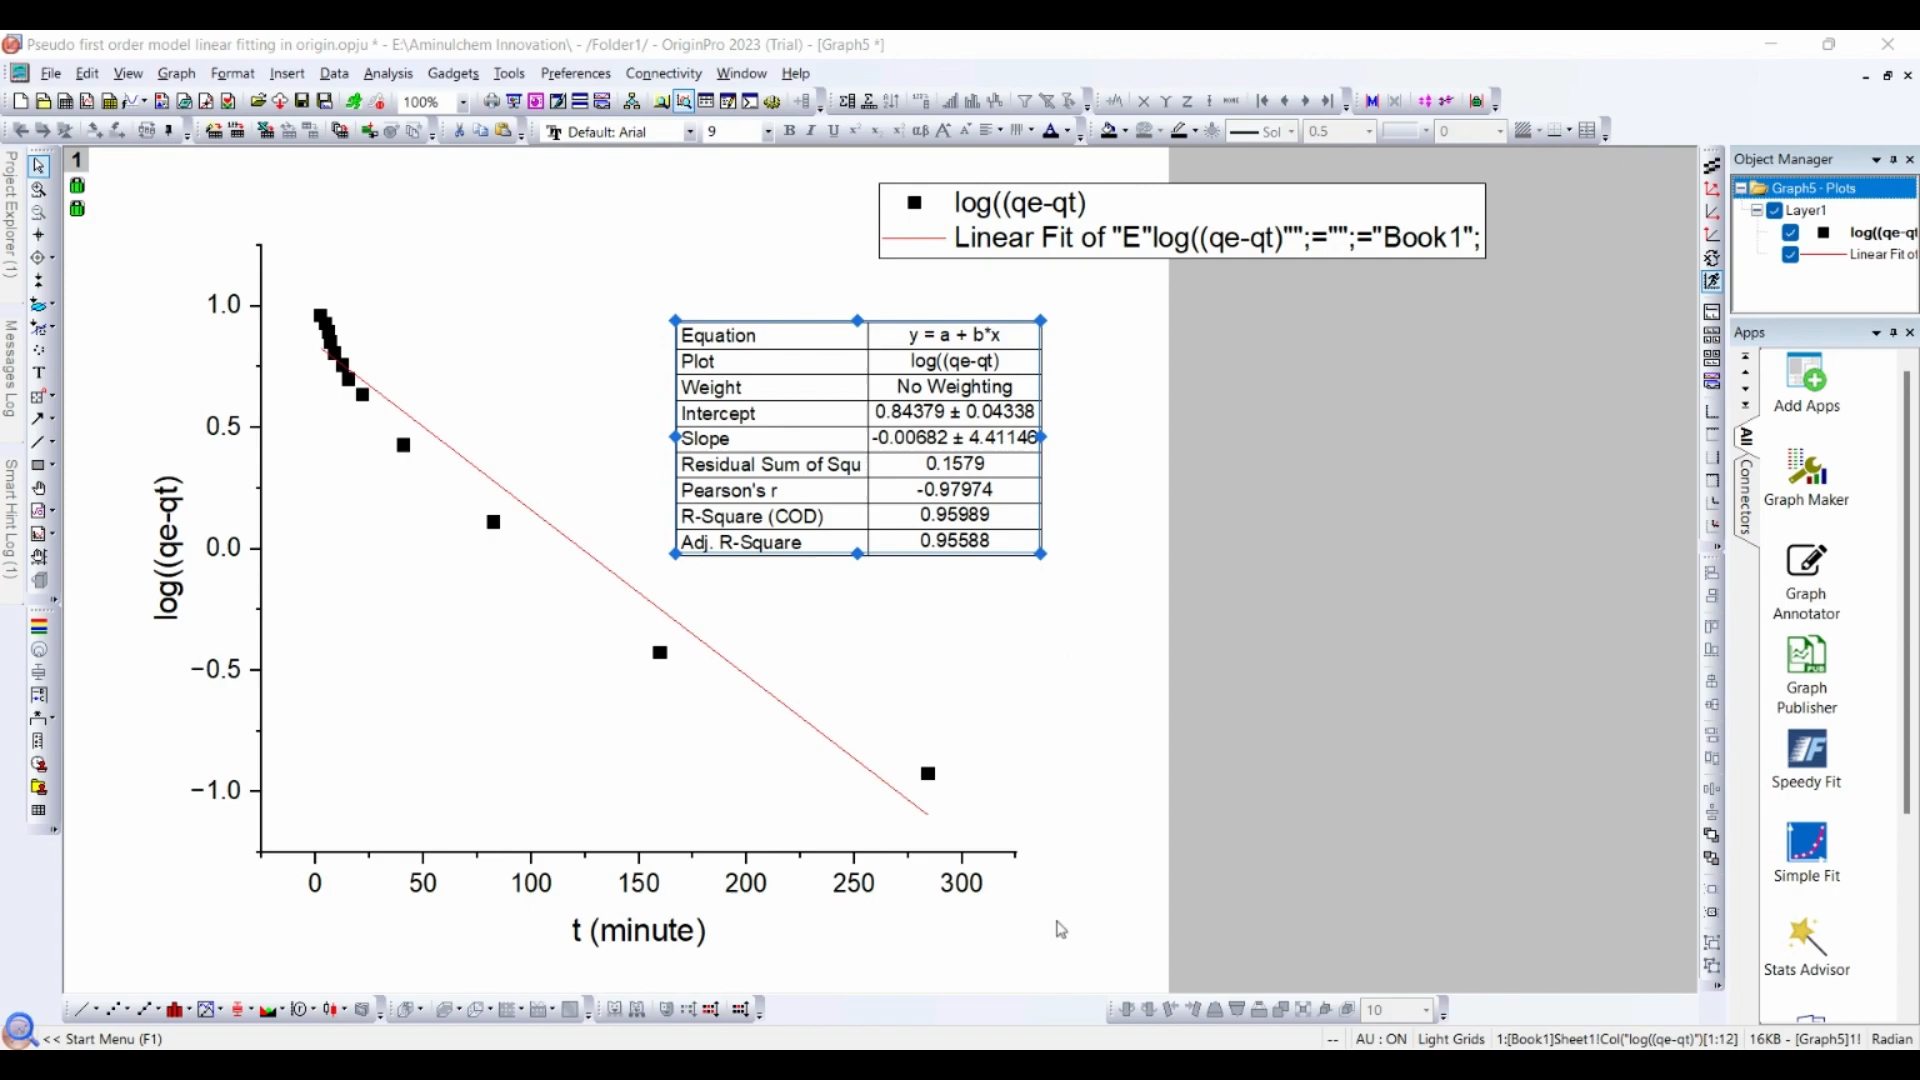 Pseudo first order model linear fitting in origin.opju * - E:\Aminulchem Innovation\ - /Folder1/ - OriginPro 2023 (Trial) - [Graph5 *]
File Edit View Graph Format Insert Data Analysis Gadgets Tools Preferences Connectivity Window Help
100%
Default: Arial 9 B I U αβ A Sol 0.5 0
Project Explorer (1)
Messages Log
Smart Hint Log (1)
1
log((qe-qt)
Linear Fit of "E"log((qe-qt)"";="";="Book1";
1.0
0.5
0.0
−0.5
−1.0
log((qe-qt)
0 50 100 150 200 250 300
t (minute)
Equation y = a + b*x
Plot log((qe-qt)
Weight No Weighting
Intercept 0.84379 ± 0.04338
Slope -0.00682 ± 4.41146
Residual Sum of Squ 0.1579
Pearson's r -0.97974
R-Square (COD) 0.95989
Adj. R-Square 0.95588
Object Manager
Graph5 - Plots
Layer1
log((qe-qt
Linear Fit of
Apps
All
Connectors
Add Apps
Graph Maker
Graph
Annotator
Graph
Publisher
Speedy Fit
Simple Fit
Stats Advisor
10
<< Start Menu (F1)
-- AU : ON Light Grids 1:[Book1]Sheet1!Col("log((qe-qt)")[1:12] 16KB - [Graph5]1! Radian